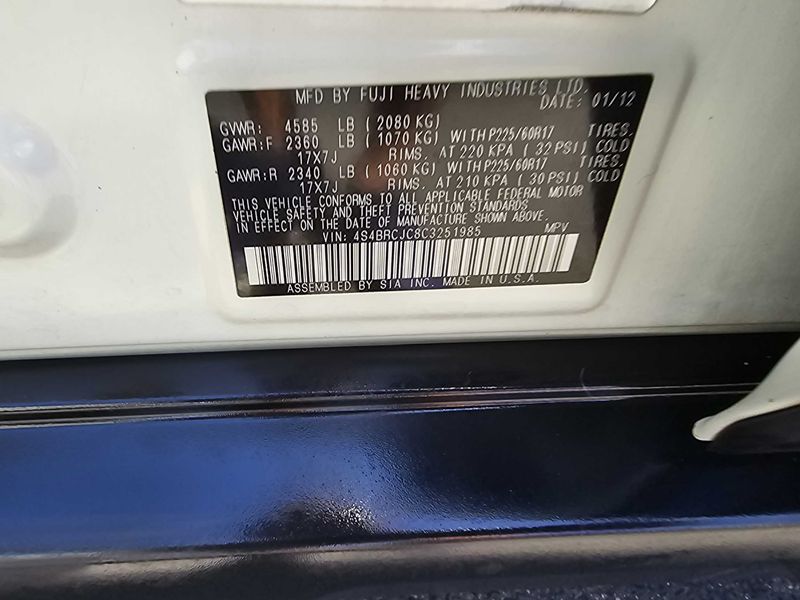 MFD BY FUJI HEAVY INDUSTRIES LTD.
DATE: 01/12
GVWR: 4585 LB (2080 KG)
GAWR:F 2360 LB (1070 KG) WITH P225/60R17 TIRES.
17X7J RIMS. AT 220 KPA (32 PSI) COLD
GAWR:R 2340 LB (1060 KG) WITH P225/60R17 TIRES.
17X7J RIMS. AT 210 KPA (30 PSI) COLD
THIS VEHICLE CONFORMS TO ALL APPLICABLE FEDERAL MOTOR
VEHICLE SAFETY AND THEFT PREVENTION STANDARDS
IN EFFECT ON THE DATE OF MANUFACTURE SHOWN ABOVE.
VIN: 4S4BRCJC8C3251985 MPV
ASSEMBLED BY SIA INC. MADE IN U.S.A.